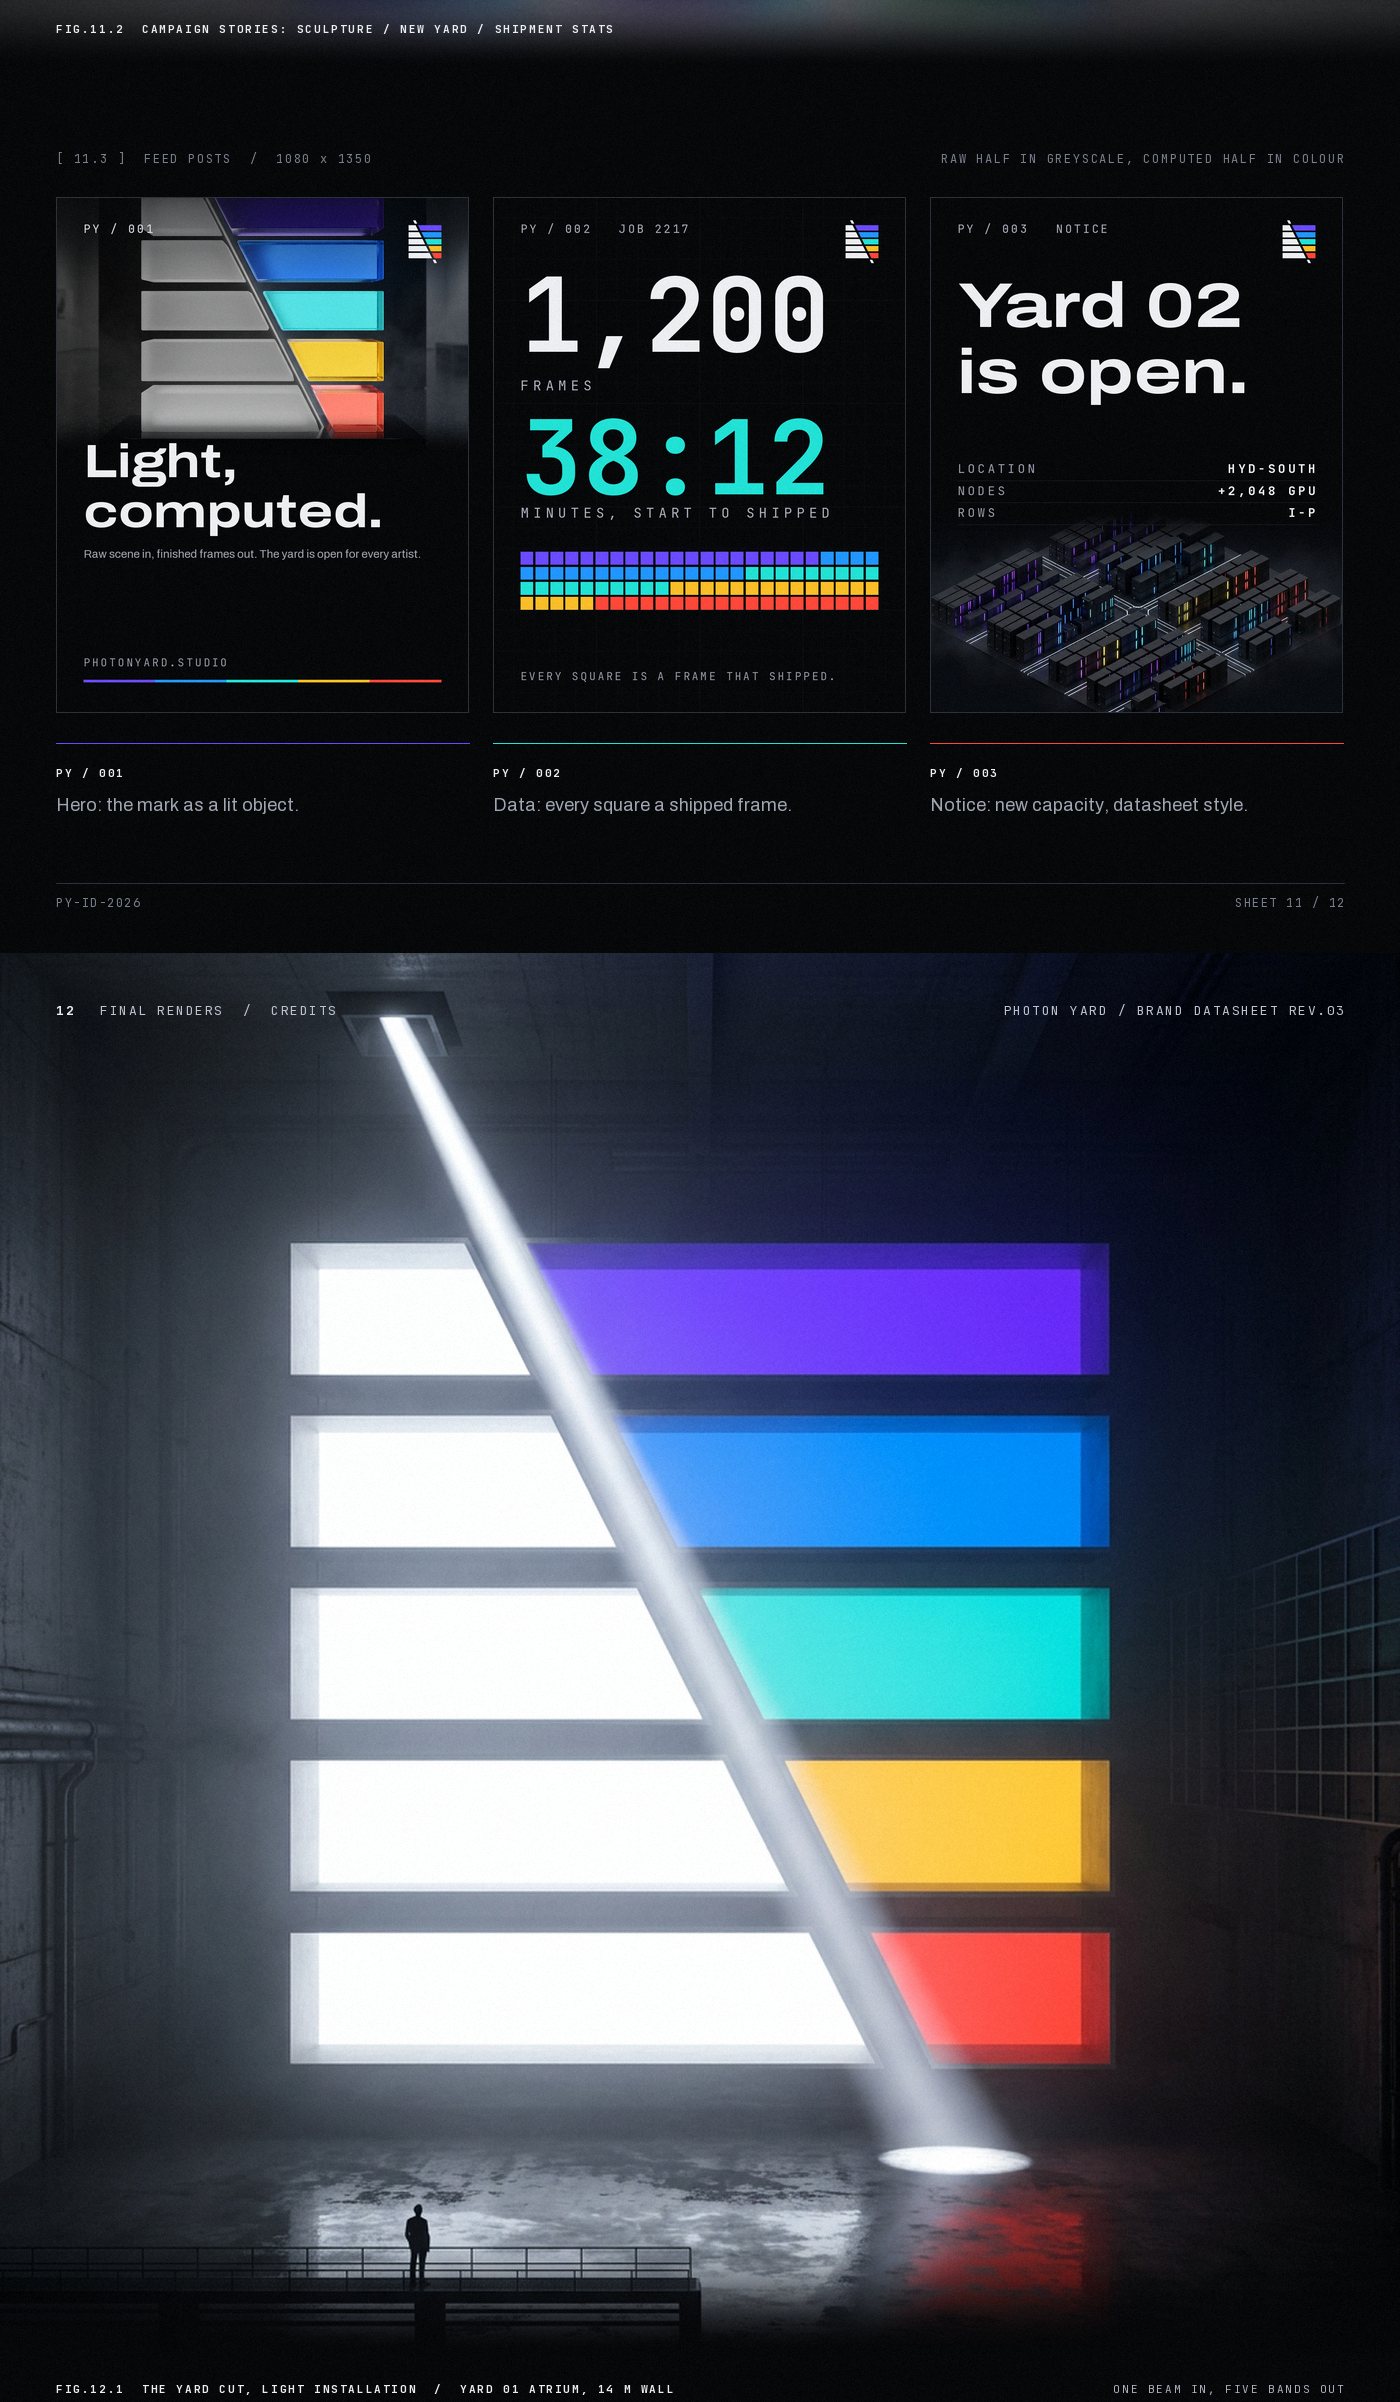 FIG.11.2 CAMPAIGN STORIES: SCULPTURE / NEW YARD / SHIPMENT STATS
[ 11.3 ] FEED POSTS / 1080 x 1350
RAW HALF IN GREYSCALE, COMPUTED HALF IN COLOUR
PY / 001
Light,
computed.
Raw scene in, finished frames out. The yard is open for every artist.
PHOTONYARD.STUDIO
PY / 002 JOB 2217
1,200
FRAMES
38:12
MINUTES, START TO SHIPPED
EVERY SQUARE IS A FRAME THAT SHIPPED.
PY / 003 NOTICE
Yard 02
is open.
LOCATION HYD-SOUTH
NODES +2,048 GPU
ROWS I-P
PY / 001
Hero: the mark as a lit object.
PY / 002
Data: every square a shipped frame.
PY / 003
Notice: new capacity, datasheet style.
PY-ID-2026
SHEET 11 / 12
12 FINAL RENDERS / CREDITS
PHOTON YARD / BRAND DATASHEET REV.03
FIG.12.1 THE YARD CUT, LIGHT INSTALLATION / YARD 01 ATRIUM, 14 M WALL
ONE BEAM IN, FIVE BANDS OUT